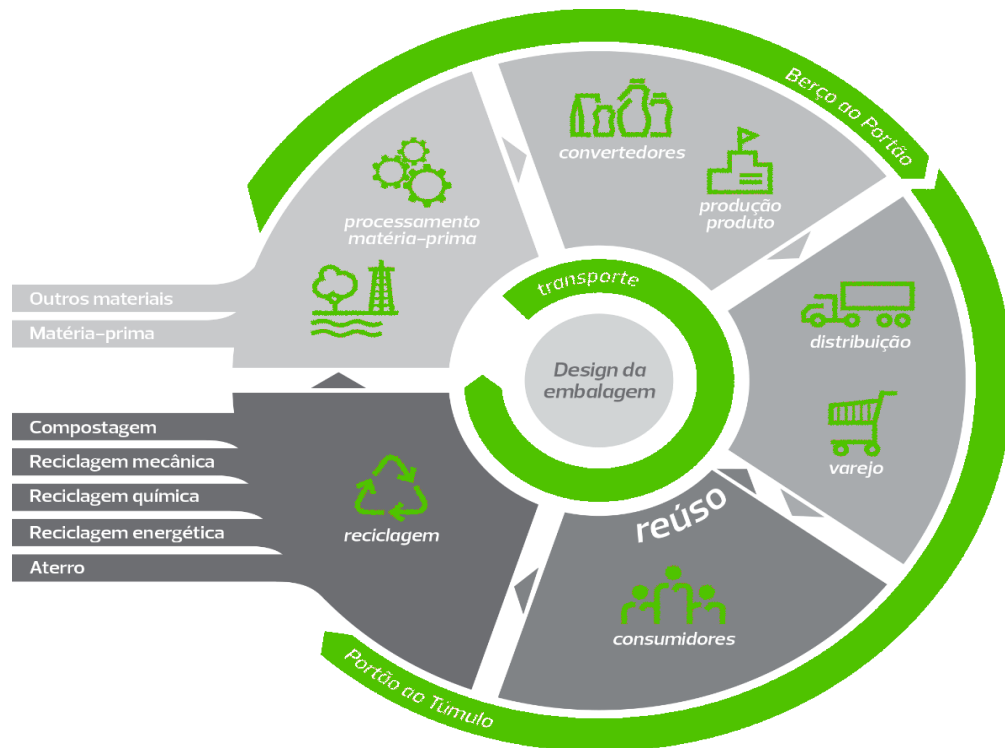 Berço ao Portão
convertedores
produção
produto
processamento
matéria-prima
transporte
Outros materiais
Matéria-prima
distribuição
Design da
embalagem
Compostagem
Reciclagem mecânica
Reciclagem química
Reciclagem energética
Aterro
reciclagem
varejo
reúso
consumidores
Portão ao Túmulo